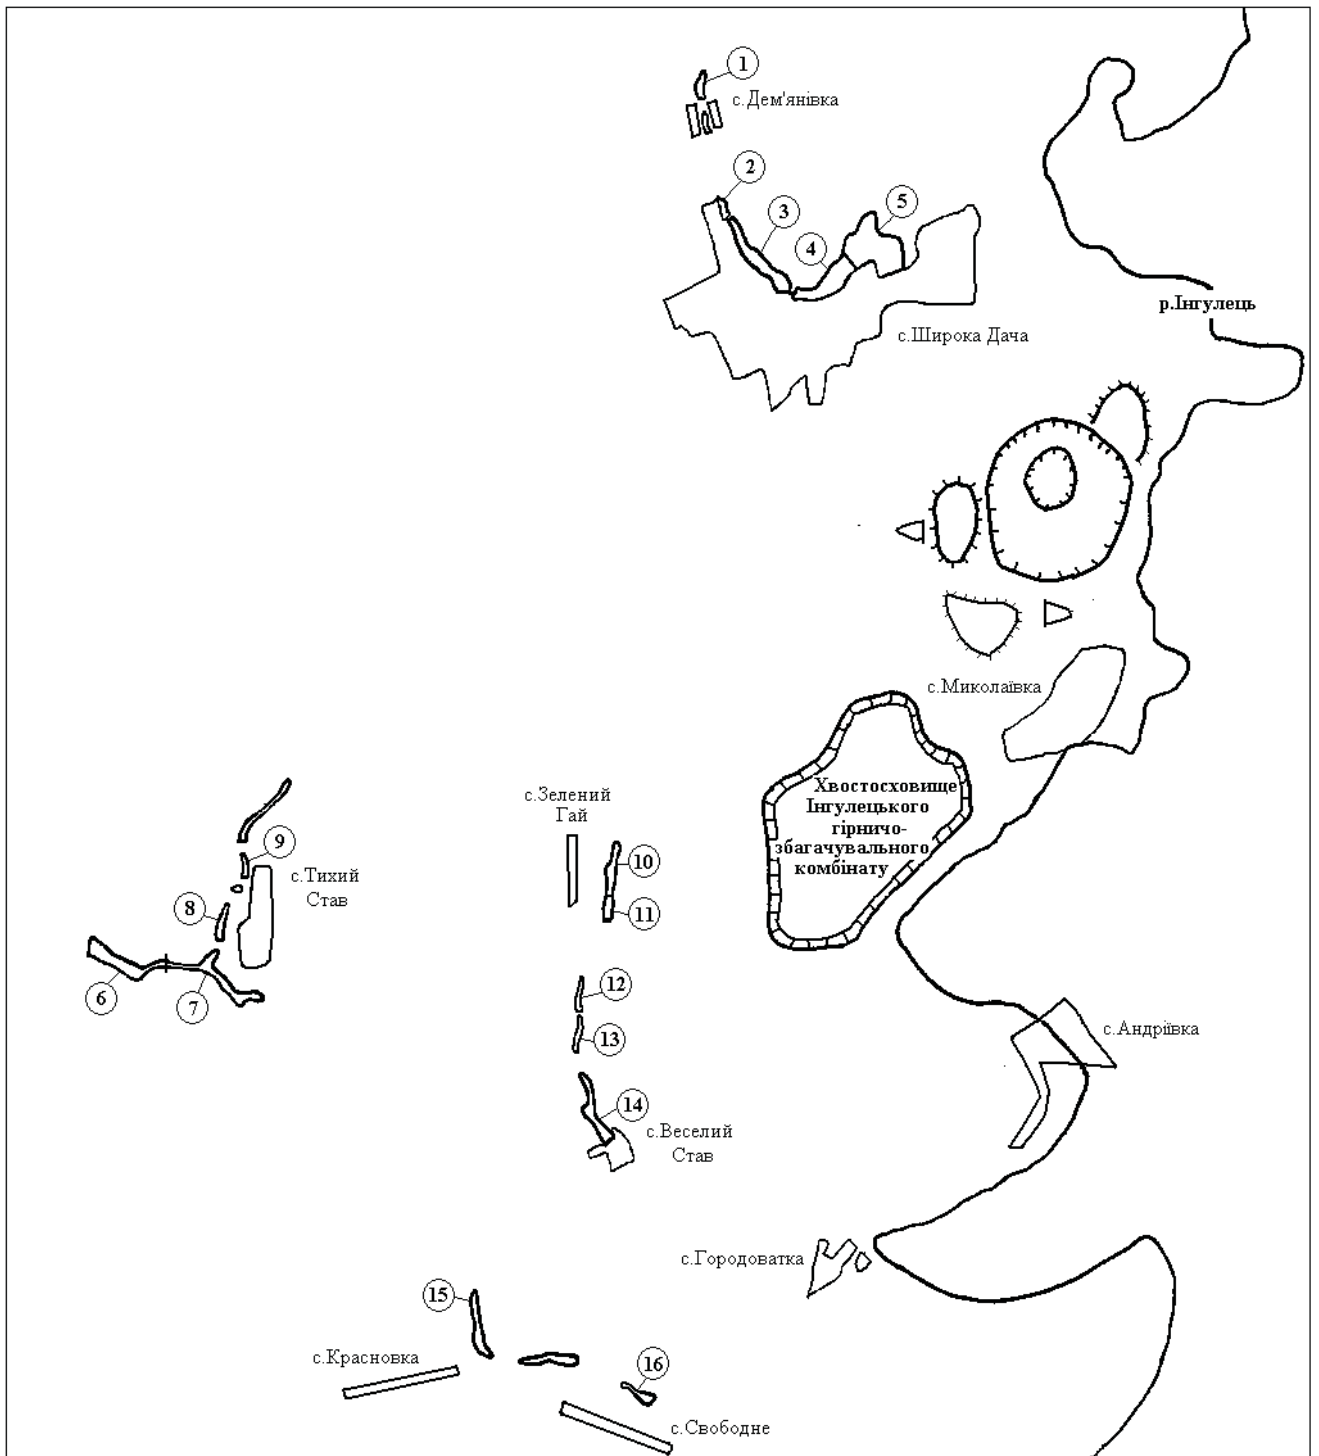 1
с.Дем'янівка
2
3
5
4
р.Інгулець
с.Широка Дача
с.Миколаївка
Хвостосховище
Інгулецького
гірничо-
збагачувального
комбінату
с.Зелений
Гай
9
10
с.Тихий
Став
8
11
6
7
12
с.Андріївка
13
14
с.Веселий
Став
с.Городоватка
15
с.Красновка
16
с.Свободне